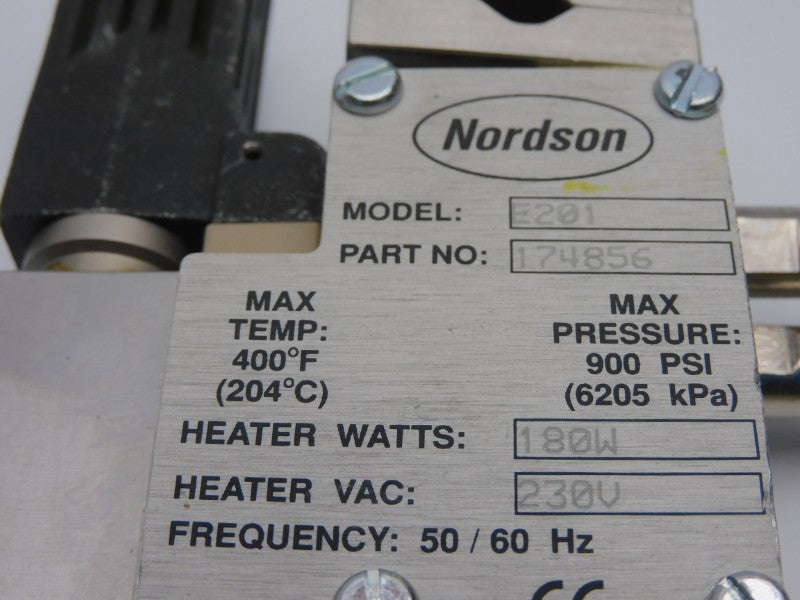 Nordson
MODEL: E201
PART NO: 174856
MAX TEMP: 400°F (204°C)
MAX PRESSURE: 900 PSI (6205 kPa)
HEATER WATTS: 180W
HEATER VAC: 230V
FREQUENCY: 50 / 60 Hz
CE